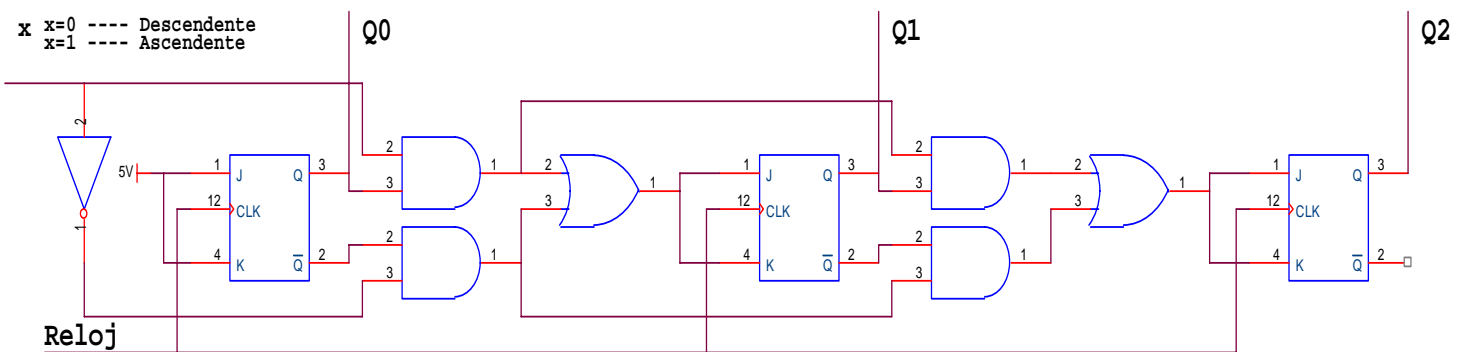 x x=0 ---- Descendente
x=1 ---- Ascendente
Q0
Q1
Q2
2
1
5V
1 J Q 3
12 CLK
4 K Q̅ 2
2
3
1
2
3
1
2
3
1
1 J Q 3
12 CLK
4 K Q̅ 2
2
3
1
2
3
1
2
3
1
1 J Q 3
12 CLK
4 K Q̅ 2
Reloj